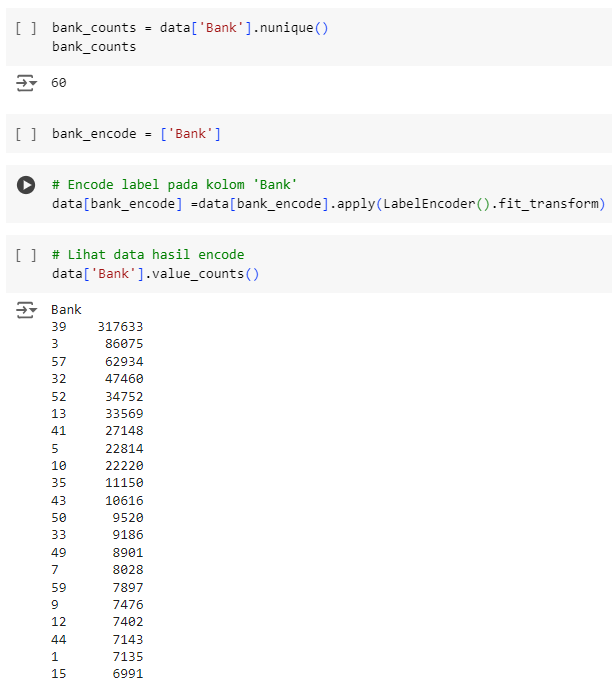 [ ] bank_counts = data['Bank'].nunique()
bank_counts
60
[ ] bank_encode = ['Bank']
# Encode label pada kolom 'Bank'
data[bank_encode] =data[bank_encode].apply(LabelEncoder().fit_transform)
[ ] # Lihat data hasil encode
data['Bank'].value_counts()
Bank
39 317633
3 86075
57 62934
32 47460
52 34752
13 33569
41 27148
5 22814
10 22220
35 11150
43 10616
50 9520
33 9186
49 8901
7 8028
59 7897
9 7476
12 7402
44 7143
1 7135
15 6991